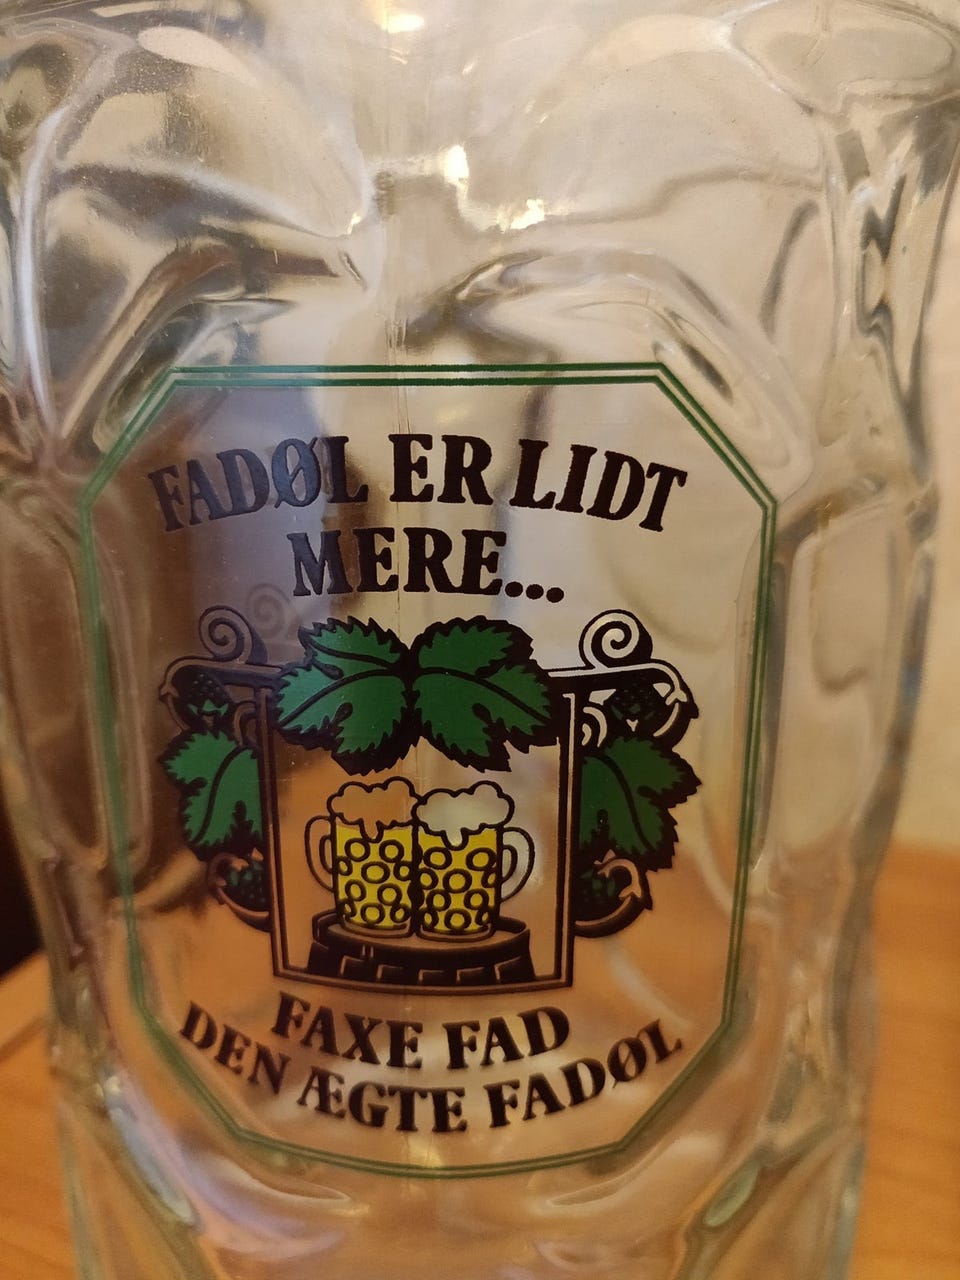 FADØL ER LIDT
MERE...
FAXE FAD
DEN ÆGTE FADØL